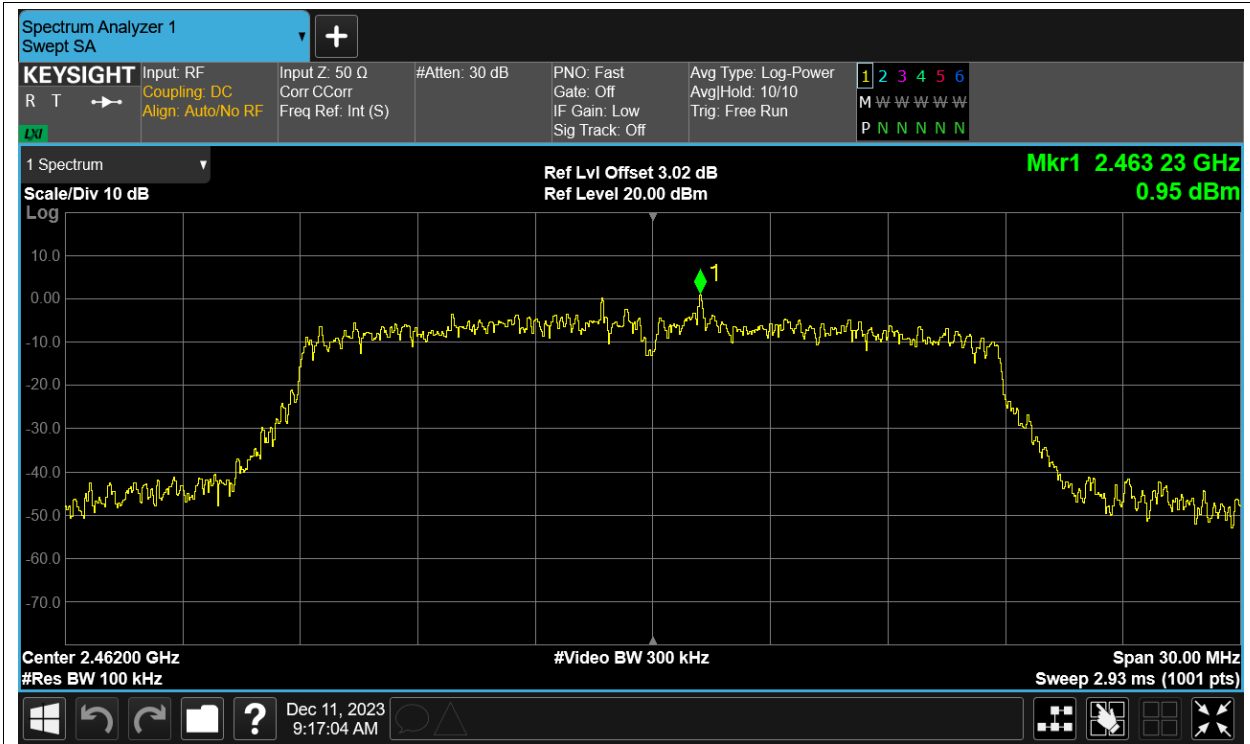 Spectrum Analyzer 1
Swept SA
+
KEYSIGHT
R T
LXI
Input: RF
Coupling: DC
Align: Auto/No RF
Input Z: 50 Ω
Corr CCorr
Freq Ref: Int (S)
#Atten: 30 dB
PNO: Fast
Gate: Off
IF Gain: Low
Sig Track: Off
Avg Type: Log-Power
Avg|Hold: 10/10
Trig: Free Run
1 2 3 4 5 6
M W W W W W
P N N N N N
1 Spectrum
Scale/Div 10 dB
Log
Ref Lvl Offset 3.02 dB
Ref Level 20.00 dBm
Mkr1 2.463 23 GHz
0.95 dBm
1
10.0
0.00
-10.0
-20.0
-30.0
-40.0
-50.0
-60.0
-70.0
Center 2.46200 GHz
#Res BW 100 kHz
#Video BW 300 kHz
Span 30.00 MHz
Sweep 2.93 ms (1001 pts)
?
Dec 11, 2023
9:17:04 AM